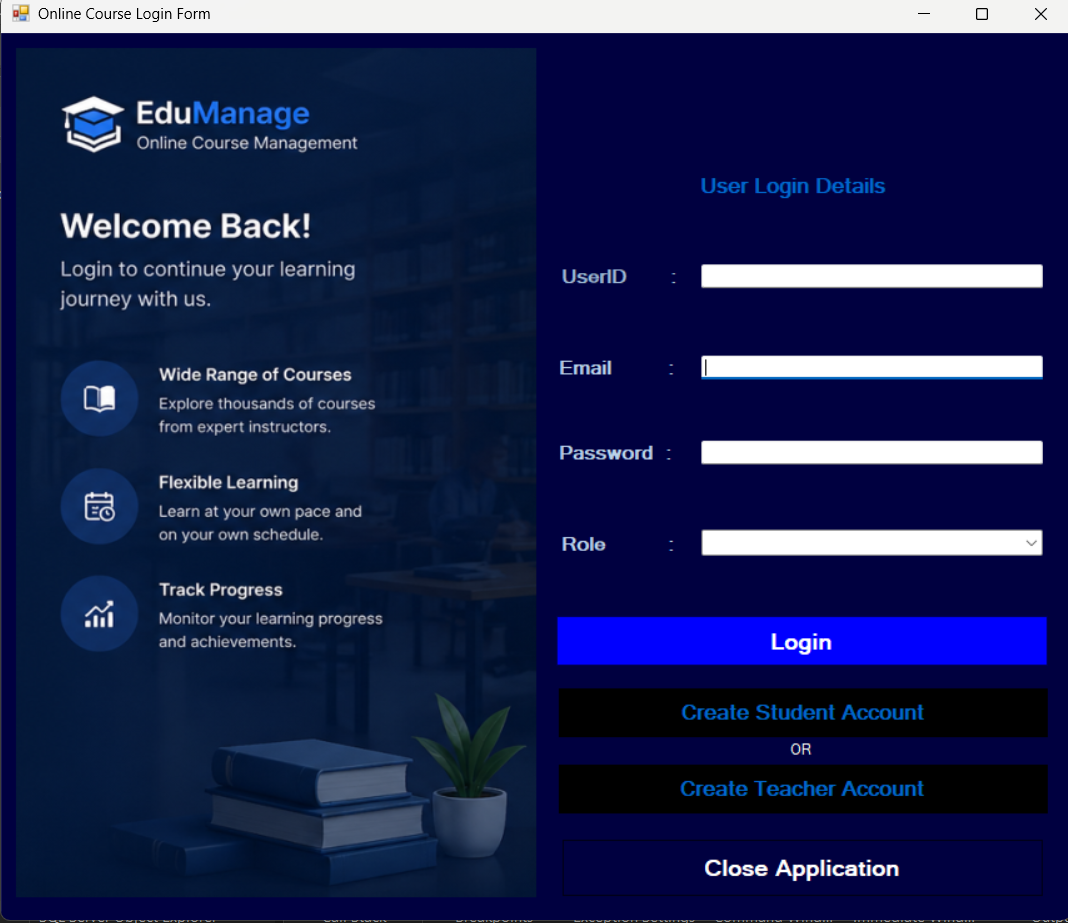 Online Course Login Form
EduManage
Online Course Management
Welcome Back!
Login to continue your learning
journey with us.
Wide Range of Courses
Explore thousands of courses
from expert instructors.
Flexible Learning
Learn at your own pace and
on your own schedule.
Track Progress
Monitor your learning progress
and achievements.
User Login Details
UserID :
Email :
Password :
Role :
Login
Create Student Account
OR
Create Teacher Account
Close Application